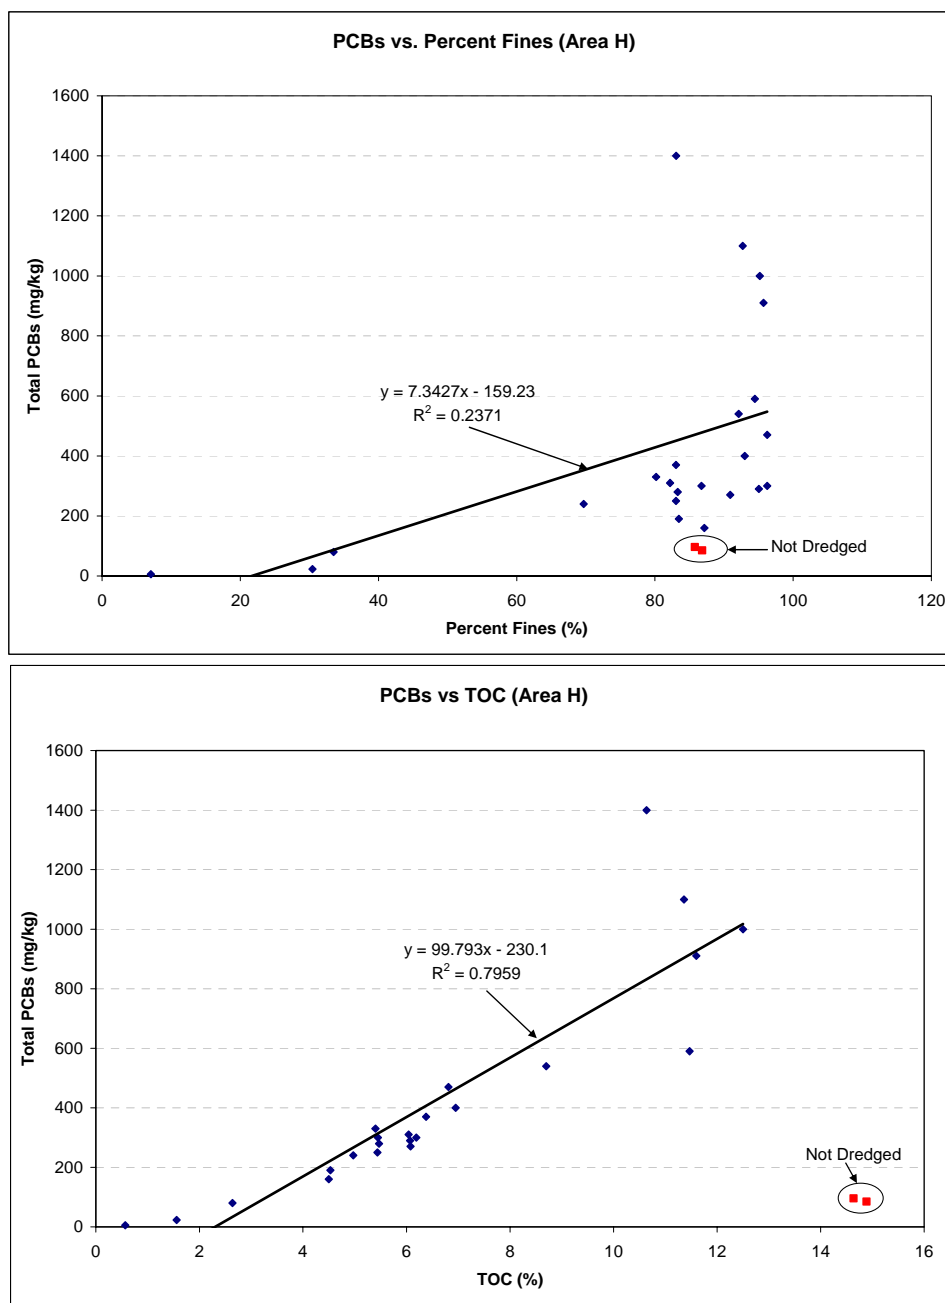 PCBs vs. Percent Fines (Area H)
1600
1400
1200
1000
800
600
400
200
0
Total PCBs (mg/kg)
y = 7.3427x - 159.23
R² = 0.2371
Not Dredged
0 20 40 60 80 100 120
Percent Fines (%)
PCBs vs TOC (Area H)
1600
1400
1200
1000
800
600
400
200
0
Total PCBs (mg/kg)
y = 99.793x - 230.1
R² = 0.7959
Not Dredged
0 2 4 6 8 10 12 14 16
TOC (%)